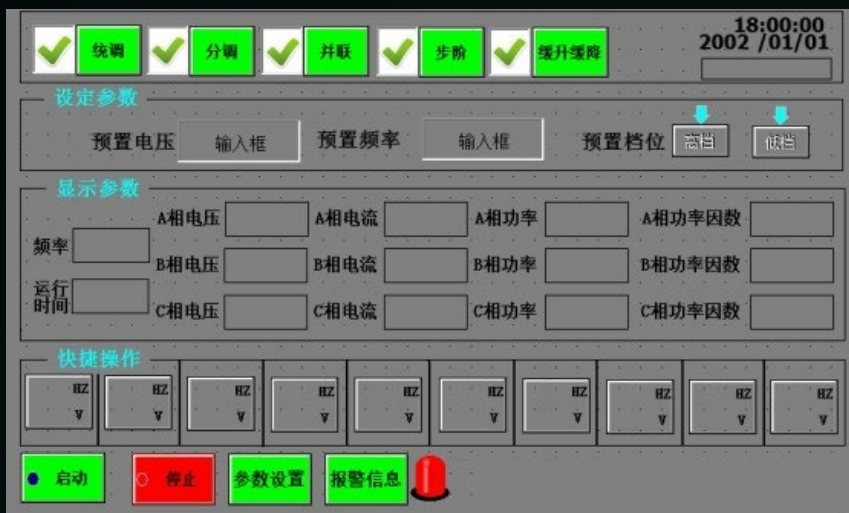 统调 分调 并联 步阶 缓升缓降
18:00:00
2002 /01/01
设定参数
预置电压 输入框 预置频率 输入框 预置档位 高档 低档
显示参数
A相电压 A相电流 A相功率 A相功率因数
频率
B相电压 B相电流 B相功率 B相功率因数
运行
时间
C相电压 C相电流 C相功率 C相功率因数
快捷操作
HZ HZ HZ HZ HZ HZ HZ HZ HZ HZ
V V V V V V V V V V
启动 停止 参数设置 报警信息